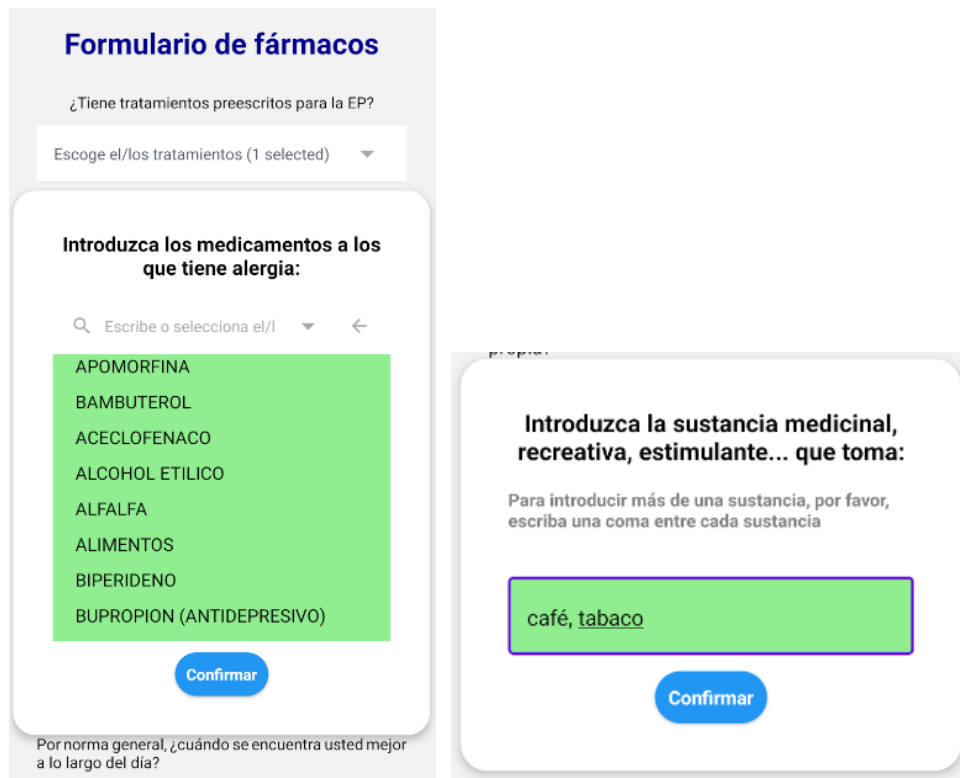 Formulario de fármacos
¿Tiene tratamientos preescritos para la EP?
Escoge el/los tratamientos (1 selected)
Introduzca los medicamentos a los
que tiene alergia:
Escribe o selecciona el/l
APOMORFINA
BAMBUTEROL
ACECLOFENACO
ALCOHOL ETILICO
ALFALFA
ALIMENTOS
BIPERIDENO
BUPROPION (ANTIDEPRESIVO)
Confirmar
Por norma general, ¿cuándo se encuentra usted mejor
a lo largo del día?
Introduzca la sustancia medicinal,
recreativa, estimulante... que toma:
Para introducir más de una sustancia, por favor,
escriba una coma entre cada sustancia
café, tabaco
Confirmar